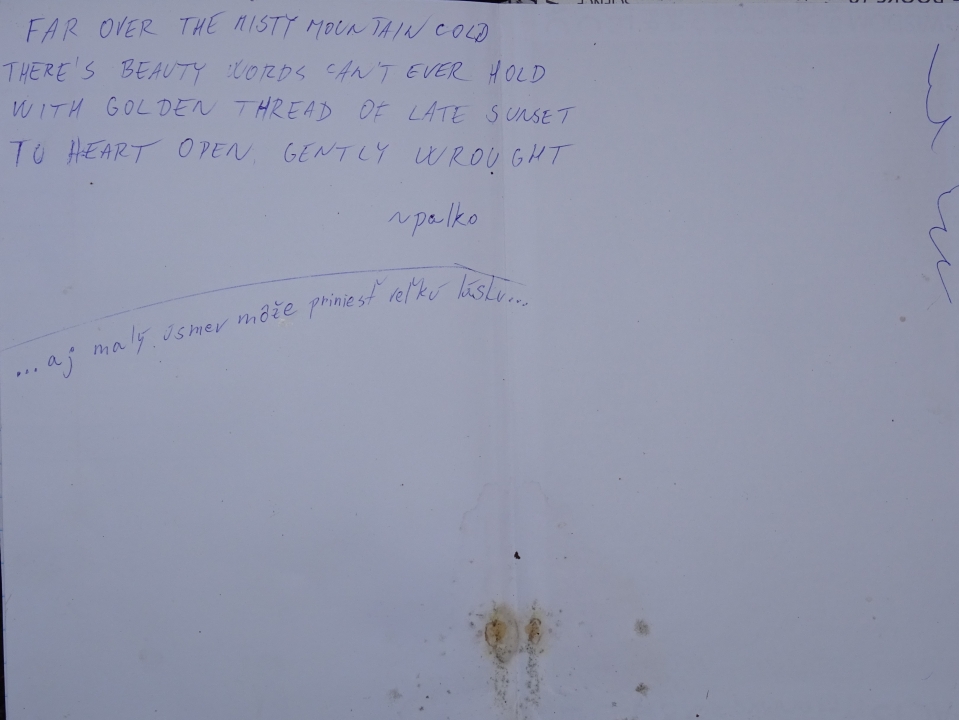 FAR OVER THE MISTY MOUNTAIN COLD
THERE'S BEAUTY WORDS CAN'T EVER HOLD
WITH GOLDEN THREAD OF LATE SUNSET
TO HEART OPEN, GENTLY WROUGHT
~palko
...aj malý úsmev môže priniesť veľkú lásku...